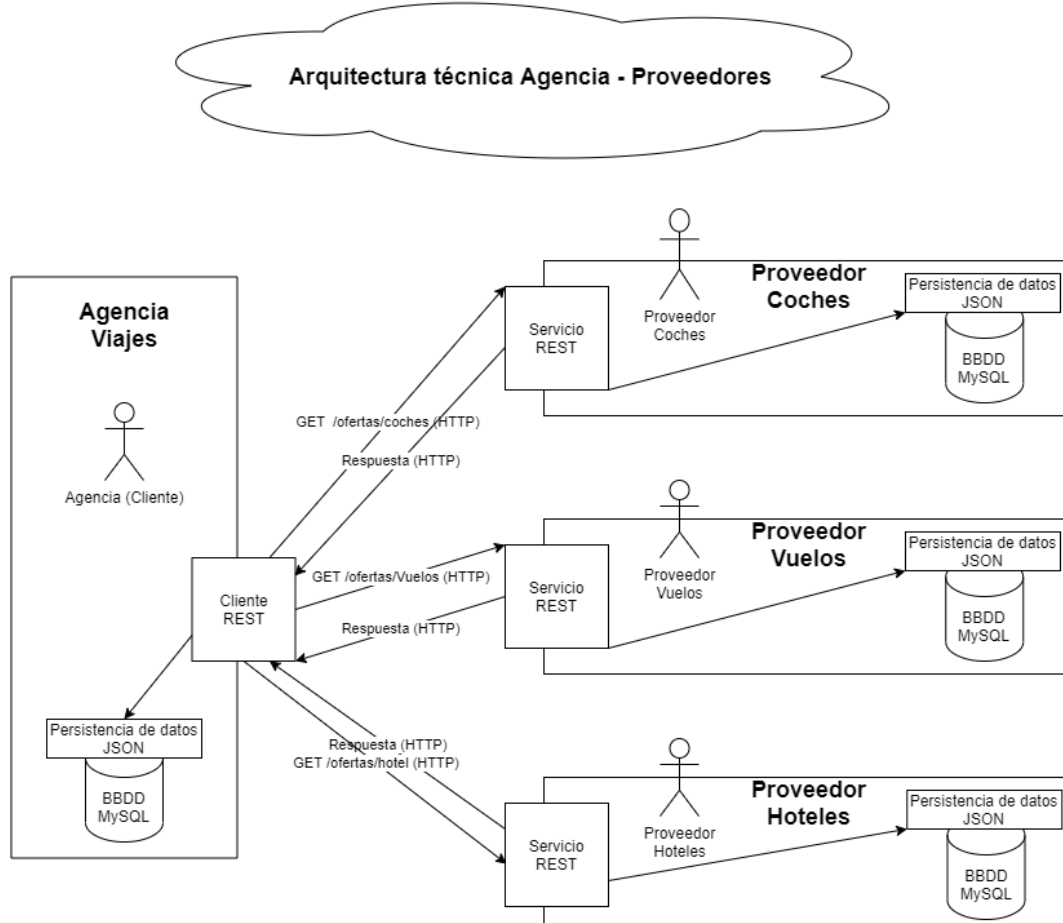 Arquitectura técnica Agencia - Proveedores
Agencia
Viajes
Agencia (Cliente)
Cliente
REST
Persistencia de datos
JSON
BBDD
MySQL
GET /ofertas/coches (HTTP)
Respuesta (HTTP)
GET /ofertas/Vuelos (HTTP)
Respuesta (HTTP)
Respuesta (HTTP)
GET /ofertas/hotel (HTTP)
Servicio
REST
Proveedor
Coches
Proveedor
Coches
Persistencia de datos
JSON
BBDD
MySQL
Servicio
REST
Proveedor
Vuelos
Proveedor
Vuelos
Persistencia de datos
JSON
BBDD
MySQL
Servicio
REST
Proveedor
Hoteles
Proveedor
Hoteles
Persistencia de datos
JSON
BBDD
MySQL